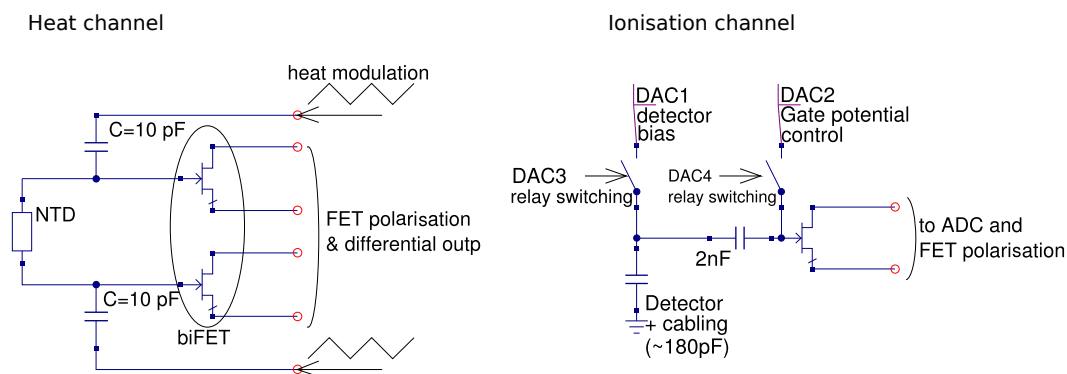 Heat channel
Ionisation channel
heat modulation
C=10 pF
NTD
FET polarisation
& differential outp
C=10 pF
biFET
DAC1
detector
bias
DAC2
Gate potential
control
DAC3
relay switching
DAC4
relay switching
to ADC and
FET polarisation
2nF
Detector
+ cabling
(~180pF)